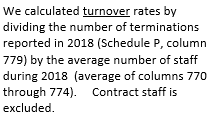 We calculated turnover rates by
dividing the number of terminations
reported in 2018 (Schedule P, column
779) by the average number of staff
during 2018  (average of columns 770
through 774).    Contract staff is
excluded.